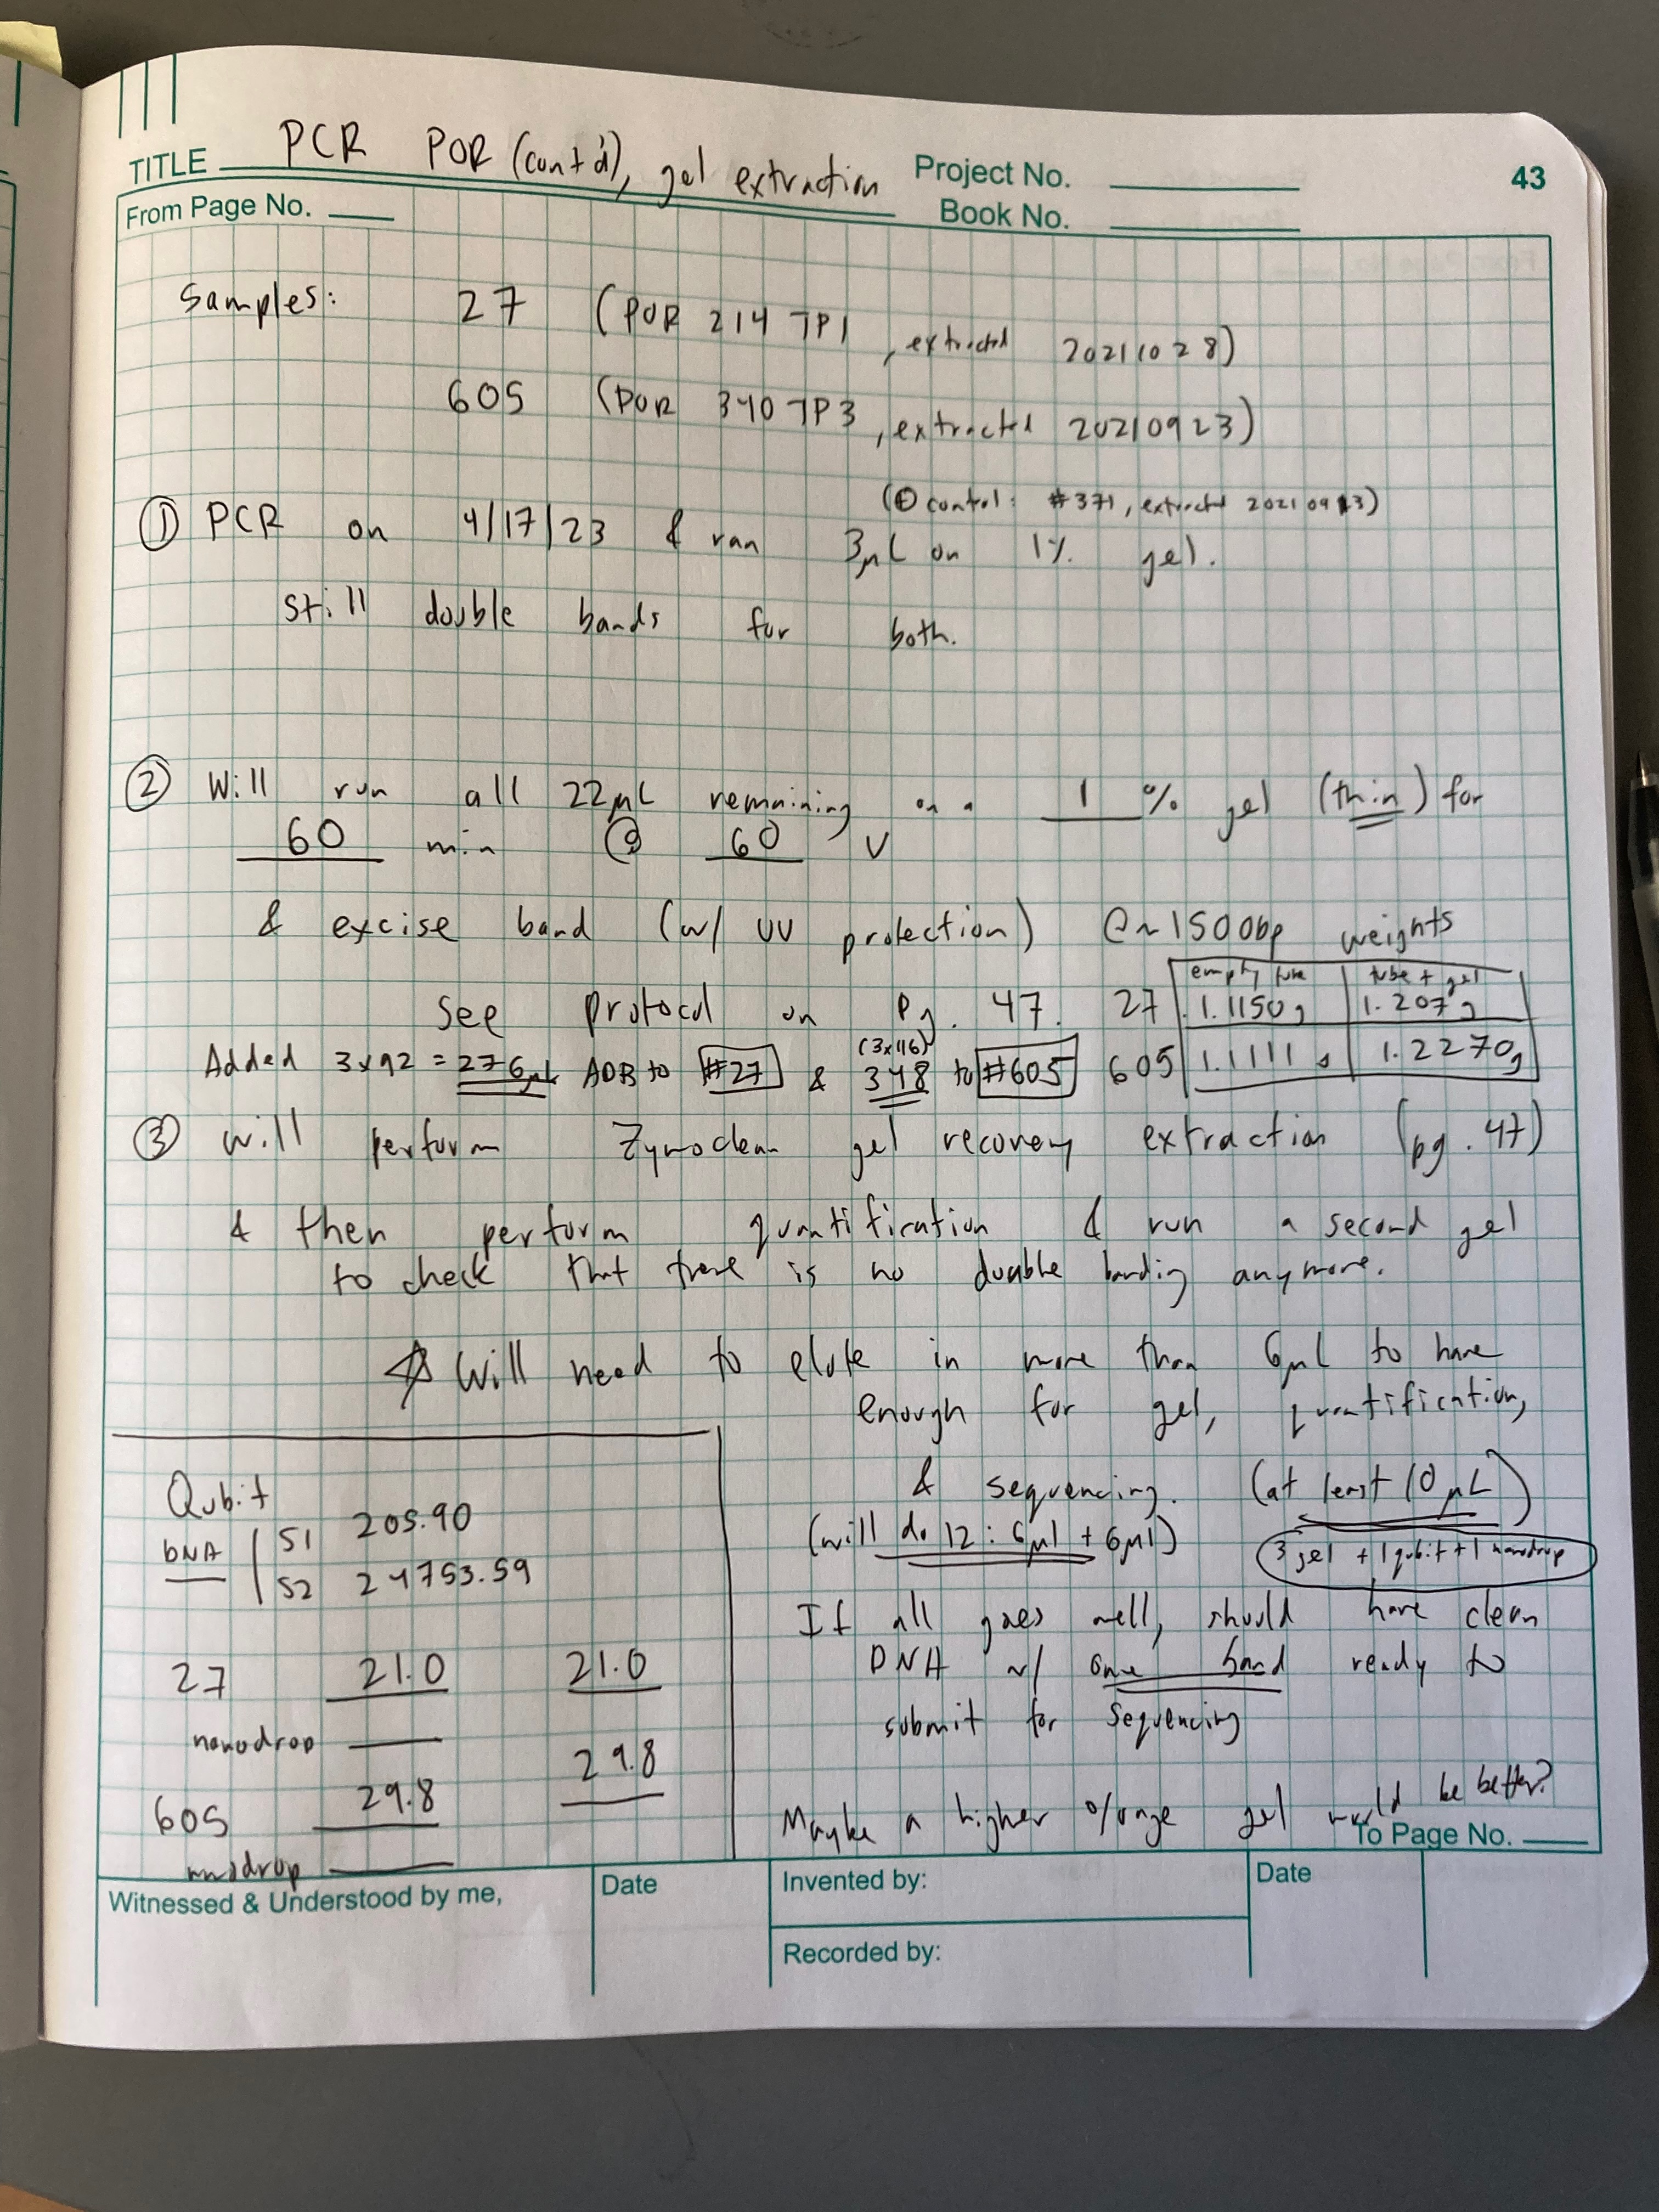 TITLE PCR POR (cont'd), gel extraction
Project No.
43
From Page No.
Book No.
Samples: 27 (POR 214 TP1, extracted 20211028)
605 (POR 340 TP3, extracted 20210923)
(⊕ control: #371, extracted 20210913)
① PCR on 4/17/23 & ran 3µL on 1% gel.
Still double bands for both.
② Will run all 22µL remaining on a 1 % gel (thin) for
60 min @ 60 V
& excise band (w/ UV protection) @ ~1500bp weights
empty tube tube + gel
See protocol on Pg. 47. 27 1.1150g 1.207g
(3x116)
Added 3x92 = 276µL ADB to #27 & 348 to #605 605 1.1111g 1.2270g
③ Will perform Zymoclean gel recovery extraction (pg. 47)
& then perform quantification & run a second gel
to check that there is no double banding anymore.
☆ Will need to elute in more than 6µL to have
enough for gel, quantification,
& sequencing. (at least 10 µL)
(will do 12: 6µl + 6µl)
3 gel + 1 qubit + 1 nanodrop
If all goes well, should have clean
DNA w/ one band ready to
submit for sequencing
Maybe a higher %age gel would be better?
Qubit
DNA S1 205.90
S2 24753.59
27 21.0 21.0
nanodrop
605 29.8 29.8
nanodrop
To Page No.
Witnessed & Understood by me,
Date
Invented by:
Date
Recorded by: